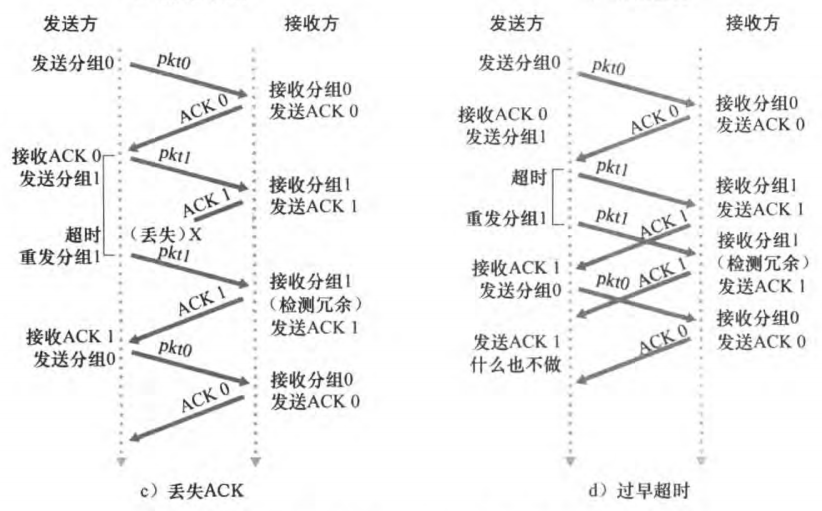 发送方
接收方
发送分组0
pkt0
接收分组0
发送ACK 0
ACK 0
接收ACK 0
发送分组1
pkt1
接收分组1
发送ACK 1
ACK 1
(丢失)X
超时
重发分组1
pkt1
接收分组1
(检测冗余)
发送ACK 1
ACK 1
接收ACK 1
发送分组0
pkt0
接收分组0
发送ACK 0
ACK 0
c) 丢失ACK
发送方
接收方
发送分组0
pkt0
接收分组0
发送ACK 0
ACK 0
接收ACK 0
发送分组1
超时
pkt1
接收分组1
发送ACK 1
重发分组1
pkt1
ACK 1
接收分组1
(检测冗余)
发送ACK 1
接收ACK 1
发送分组0
pkt0
ACK 1
接收分组0
发送ACK 0
发送ACK 1
什么也不做
ACK 0
d) 过早超时